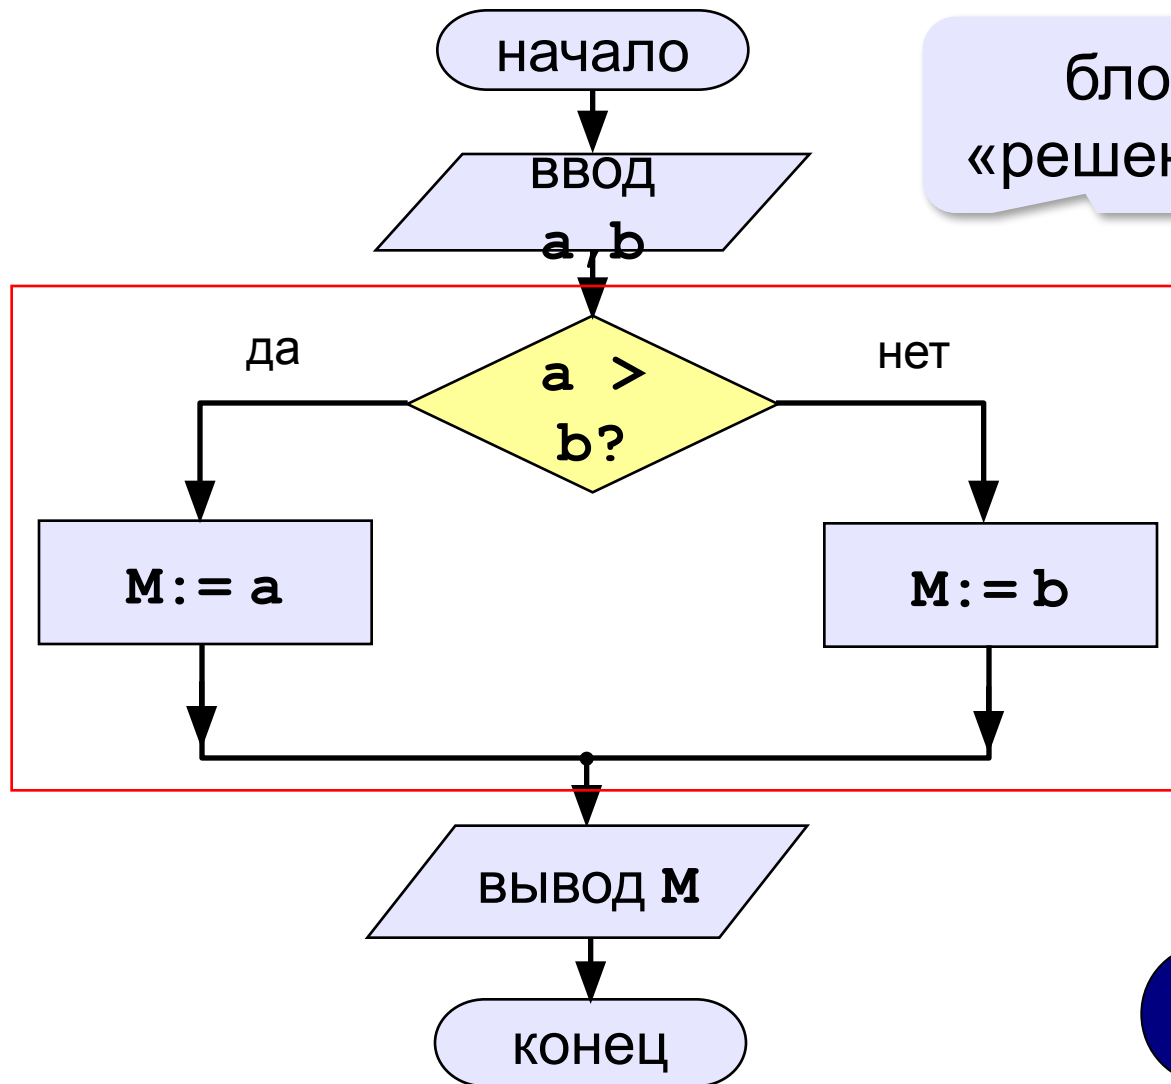 начало
бло
«решен
ввод
a,b
да
нет
a >
b?
M:= a
M:= b
вывод M
конец